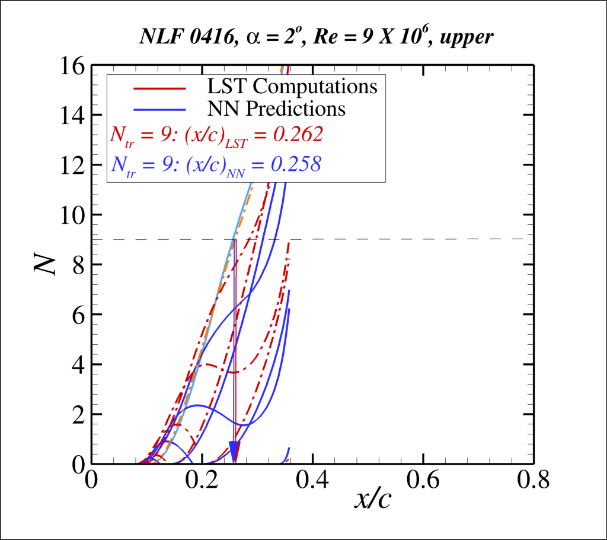 NLF 0416, α = 2°, Re = 9 X 10⁶, upper
16
LST Computations
NN Predictions
14
N_tr = 9: (x/c)_LST = 0.262
12
N_tr = 9: (x/c)_NN = 0.258
10
8
N
6
4
2
0
0 0.2 0.4 0.6 0.8
x/c